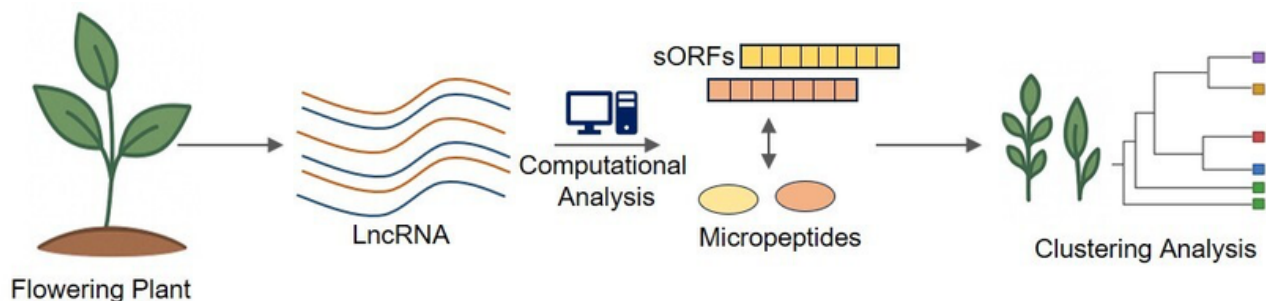 Flowering Plant
LncRNA
Computational
Analysis
sORFs
Micropeptides
Clustering Analysis